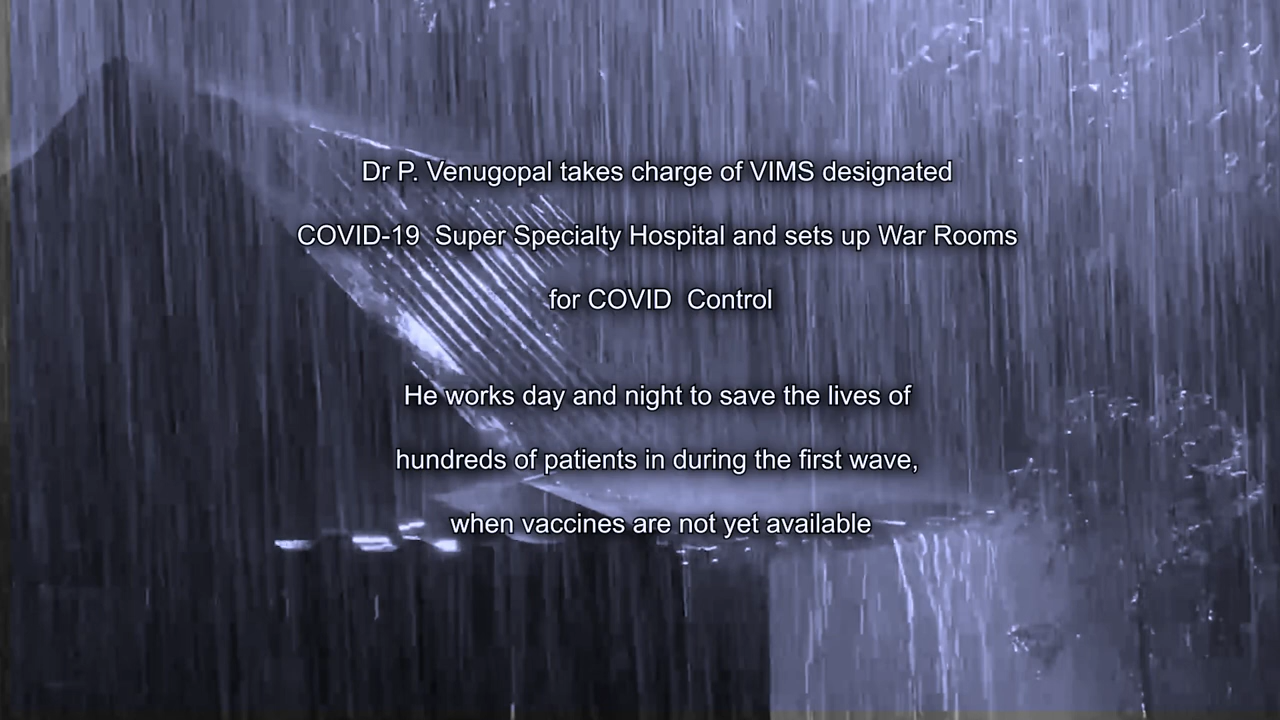 Dr P. Venugopal takes charge of VIMS designated
COVID-19  Super Specialty Hospital and sets up War Rooms
for COVID  Control
He works day and night to save the lives of
hundreds of patients in during the first wave,
when vaccines are not yet available